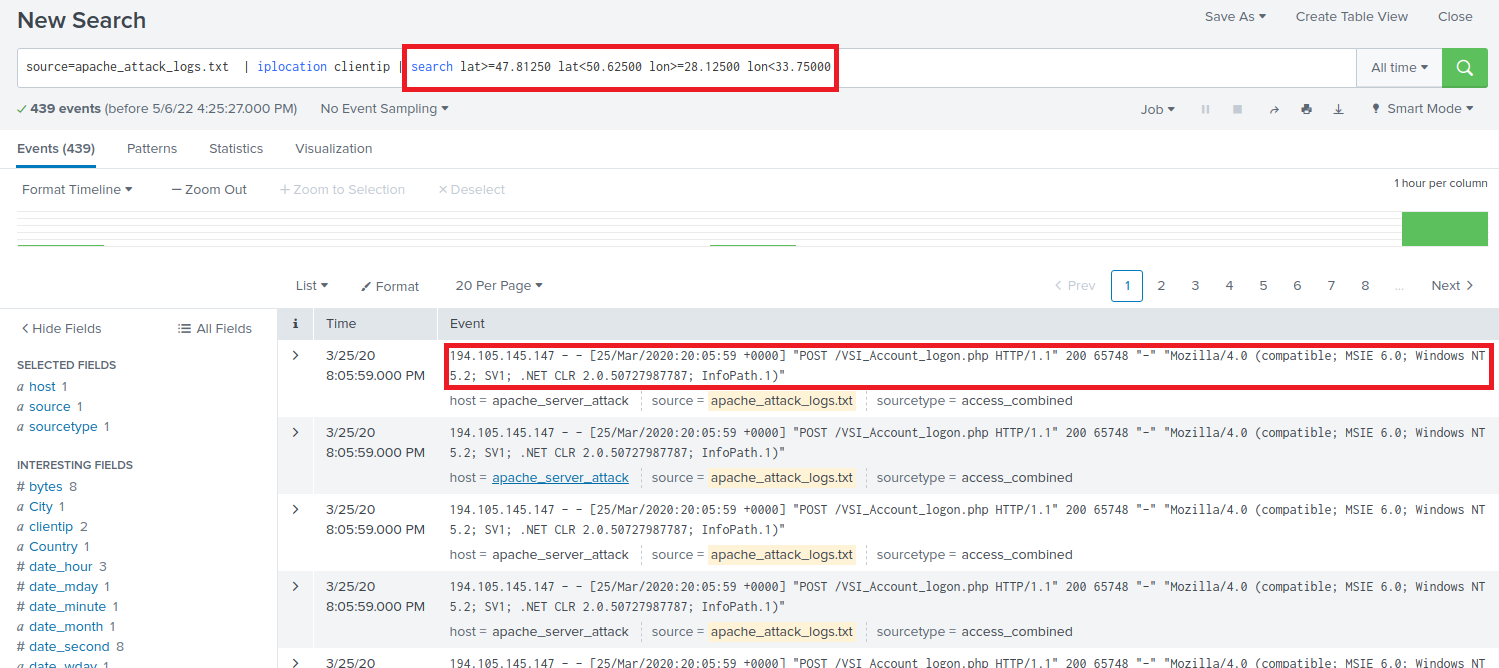 New Search
Save As Create Table View Close
source=apache_attack_logs.txt | iplocation clientip | search lat>=47.81250 lat<50.62500 lon>=28.12500 lon<33.75000
All time
439 events (before 5/6/22 4:25:27.000 PM) No Event Sampling
Job Smart Mode
Events (439) Patterns Statistics Visualization
Format Timeline — Zoom Out + Zoom to Selection × Deselect
1 hour per column
List Format 20 Per Page
< Prev 1 2 3 4 5 6 7 8 ... Next >
< Hide Fields All Fields
SELECTED FIELDS
a host 1
a source 1
a sourcetype 1
INTERESTING FIELDS
# bytes 8
a City 1
a clientip 2
a Country 1
# date_hour 3
# date_mday 1
# date_minute 1
a date_month 1
# date_second 8
a date_wday 1
i Time Event
> 3/25/20
8:05:59.000 PM
194.105.145.147 - - [25/Mar/2020:20:05:59 +0000] "POST /VSI_Account_logon.php HTTP/1.1" 200 65748 "-" "Mozilla/4.0 (compatible; MSIE 6.0; Windows NT
5.2; SV1; .NET CLR 2.0.50727987787; InfoPath.1)"
host = apache_server_attack source = apache_attack_logs.txt sourcetype = access_combined
> 3/25/20
8:05:59.000 PM
194.105.145.147 - - [25/Mar/2020:20:05:59 +0000] "POST /VSI_Account_logon.php HTTP/1.1" 200 65748 "-" "Mozilla/4.0 (compatible; MSIE 6.0; Windows NT
5.2; SV1; .NET CLR 2.0.50727987787; InfoPath.1)"
host = apache_server_attack source = apache_attack_logs.txt sourcetype = access_combined
> 3/25/20
8:05:59.000 PM
194.105.145.147 - - [25/Mar/2020:20:05:59 +0000] "POST /VSI_Account_logon.php HTTP/1.1" 200 65748 "-" "Mozilla/4.0 (compatible; MSIE 6.0; Windows NT
5.2; SV1; .NET CLR 2.0.50727987787; InfoPath.1)"
host = apache_server_attack source = apache_attack_logs.txt sourcetype = access_combined
> 3/25/20
8:05:59.000 PM
194.105.145.147 - - [25/Mar/2020:20:05:59 +0000] "POST /VSI_Account_logon.php HTTP/1.1" 200 65748 "-" "Mozilla/4.0 (compatible; MSIE 6.0; Windows NT
5.2; SV1; .NET CLR 2.0.50727987787; InfoPath.1)"
host = apache_server_attack source = apache_attack_logs.txt sourcetype = access_combined
> 3/25/20
194.105.145.147 - - [25/Mar/2020:20:05:59 +0000] "POST /VSI_Account_logon.php HTTP/1.1" 200 65748 "-" "Mozilla/4.0 (compatible; MSIE 6.0; Windows NT